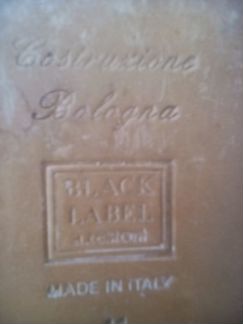 Costruzione
Bologna
BLACK
LABEL
MADE IN ITALY